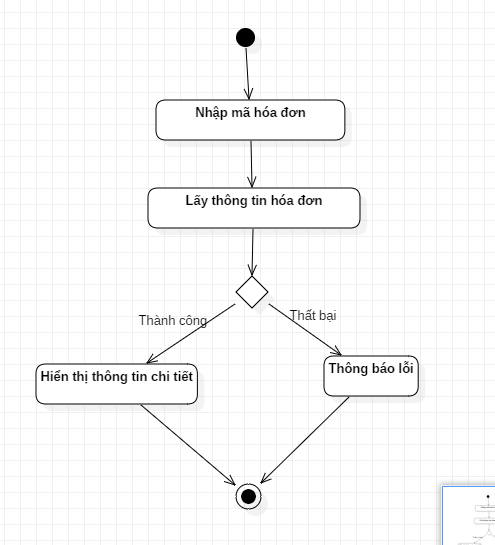 Nhập mã hóa đơn
Lấy thông tin hóa đơn
Thành công
Thất bại
Hiển thị thông tin chi tiết
Thông báo lỗi